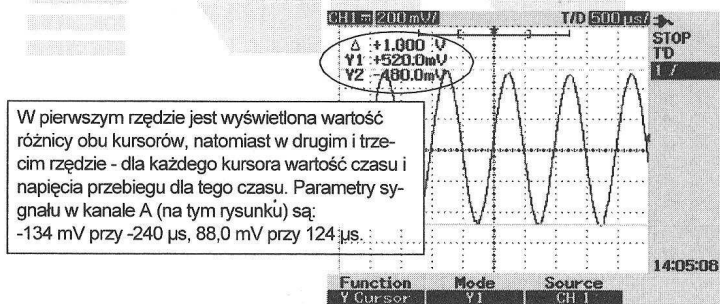 CH1 200 mV/ T/D 500 µs/
Δ +1.000 V
Y1 +520.0mV
Y2 -480.0mV
STOP
T/D
1 /
W pierwszym rzędzie jest wyświetlona wartość
różnicy obu kursorów, natomiast w drugim i trze-
cim rzędzie - dla każdego kursora wartość czasu i
napięcia przebiegu dla tego czasu. Parametry sy-
gnału w kanale A (na tym rysunku) są:
-134 mV przy -240 µs, 88,0 mV przy 124 µs.
14:05:08
Function Mode Source
Y Cursor Y1 CH 1